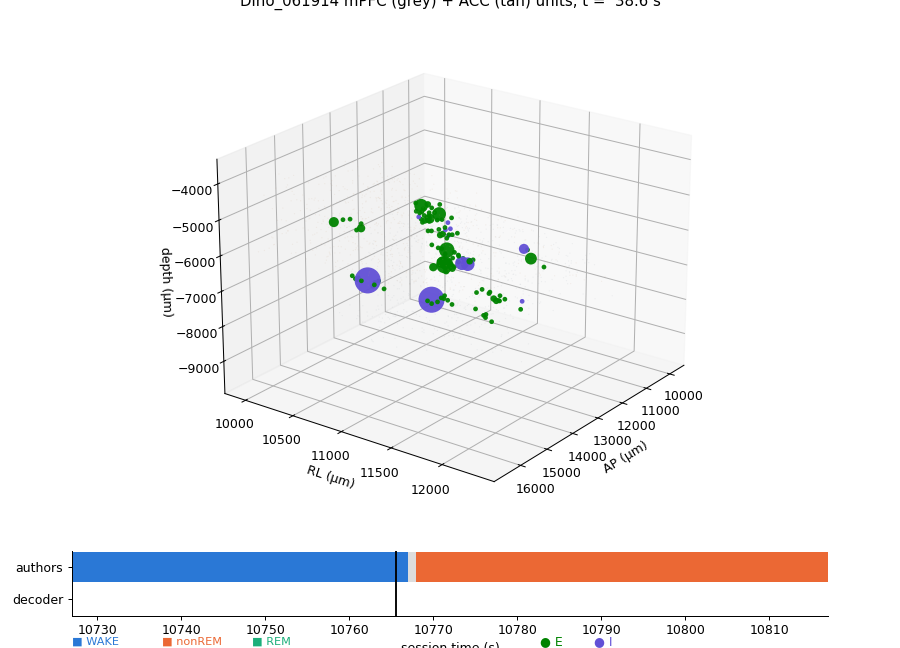 Dino_061914 mPFC (grey) + ACC (tan) units, t = 38.6 s
−4000
−5000
−6000
−7000
−8000
−9000
depth (μm)
10000
10500
11000
11500
12000
RL (μm)
10000
11000
12000
13000
14000
15000
16000
AP (μm)
authors
decoder
10730 10740 10750 10760 10770 10780 10790 10800 10810
session time (s)
WAKE nonREM REM E I